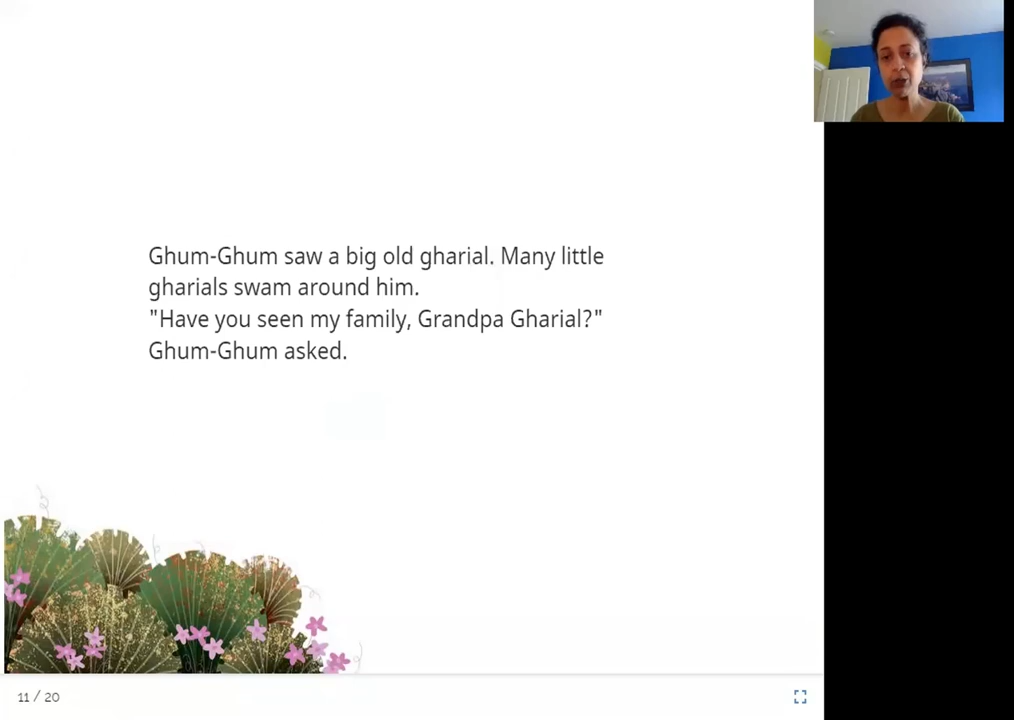 Ghum-Ghum saw a big old gharial. Many little
gharials swam around him.
"Have you seen my family, Grandpa Gharial?"
Ghum-Ghum asked.
11 / 20